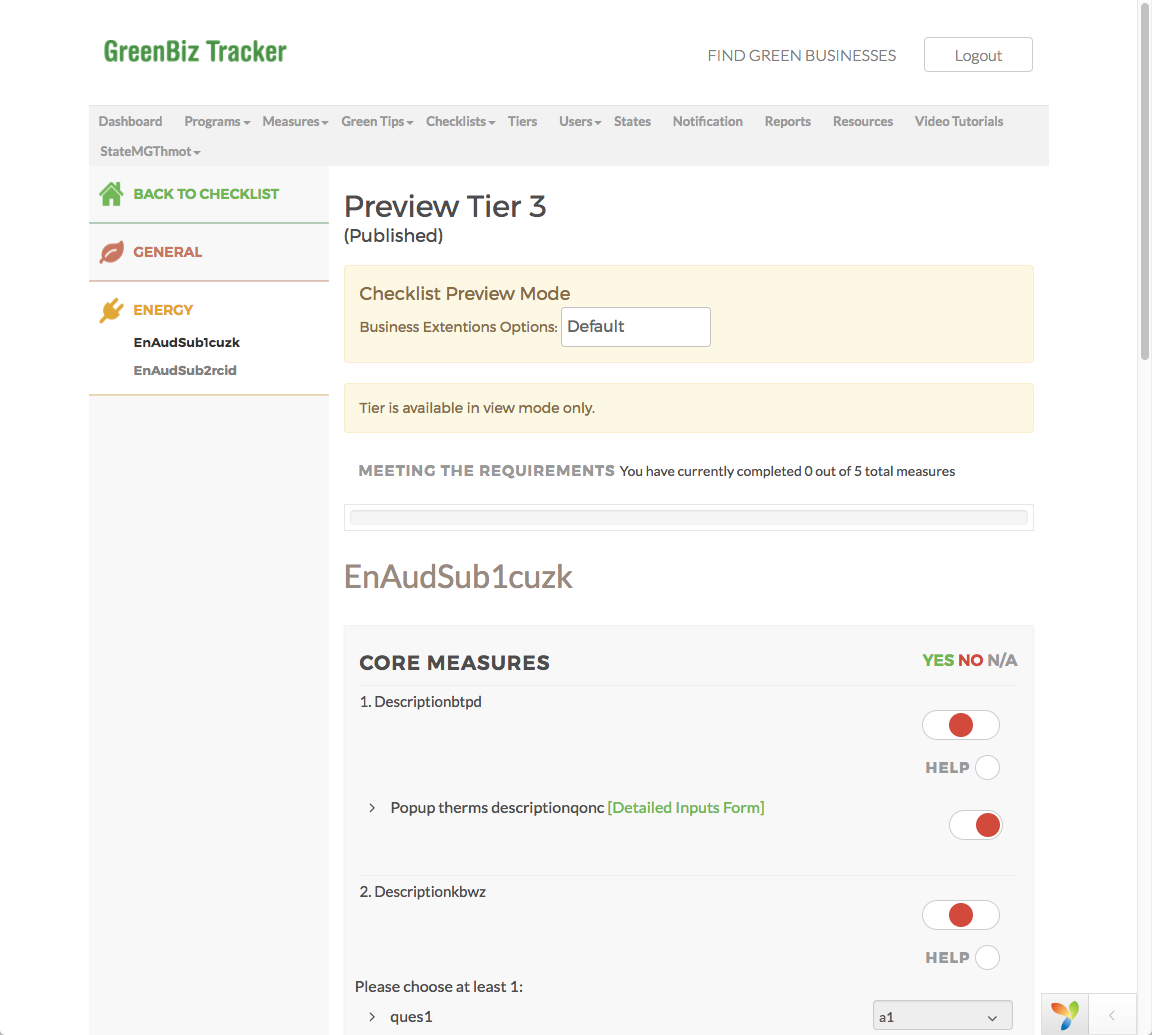 GreenBiz Tracker
FIND GREEN BUSINESSES
Logout
Dashboard Programs Measures Green Tips Checklists Tiers Users States Notification Reports Resources Video Tutorials
StateMGThmot
BACK TO CHECKLIST
GENERAL
ENERGY
EnAudSub1cuzk
EnAudSub2rcid
Preview Tier 3
(Published)
Checklist Preview Mode
Business Extentions Options: Default
Tier is available in view mode only.
MEETING THE REQUIREMENTS You have currently completed 0 out of 5 total measures
EnAudSub1cuzk
CORE MEASURES YES NO N/A
1. Descriptionbtpd
HELP
Popup therms descriptionqonc [Detailed Inputs Form]
2. Descriptionkbwz
HELP
Please choose at least 1:
ques1 a1